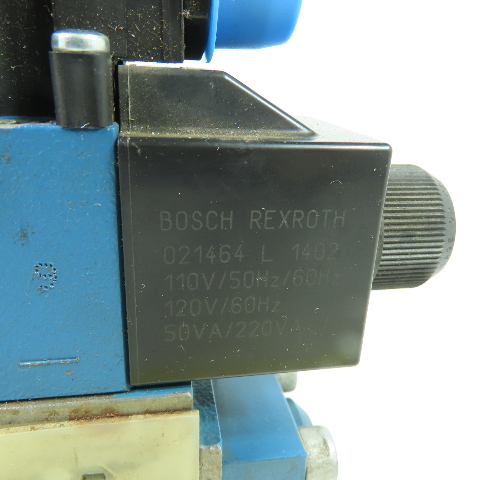 BOSCH REXROTH
021464 L 1402
110V/50Hz/60Hz
120V/60Hz
50VA/220VA